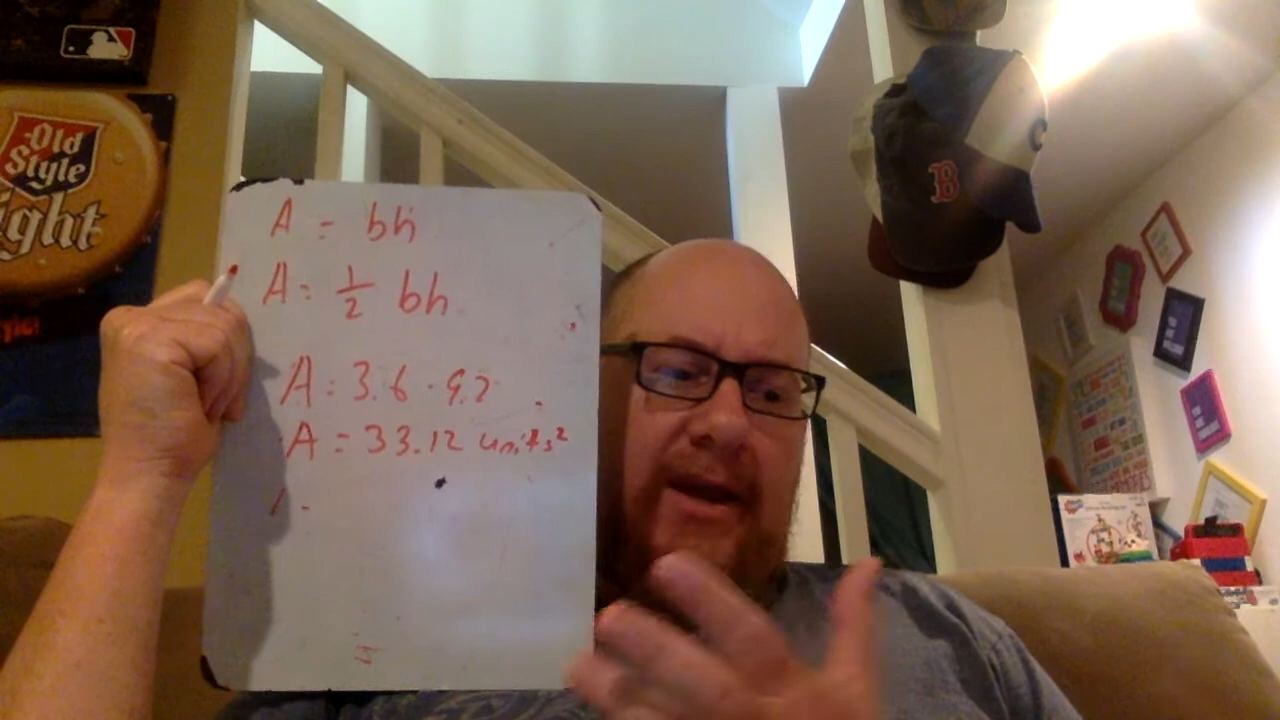 Old
Style
ight
A = bh
A = 1/2 bh
A = 3.6 · 9.2
A = 33.12 units²
B